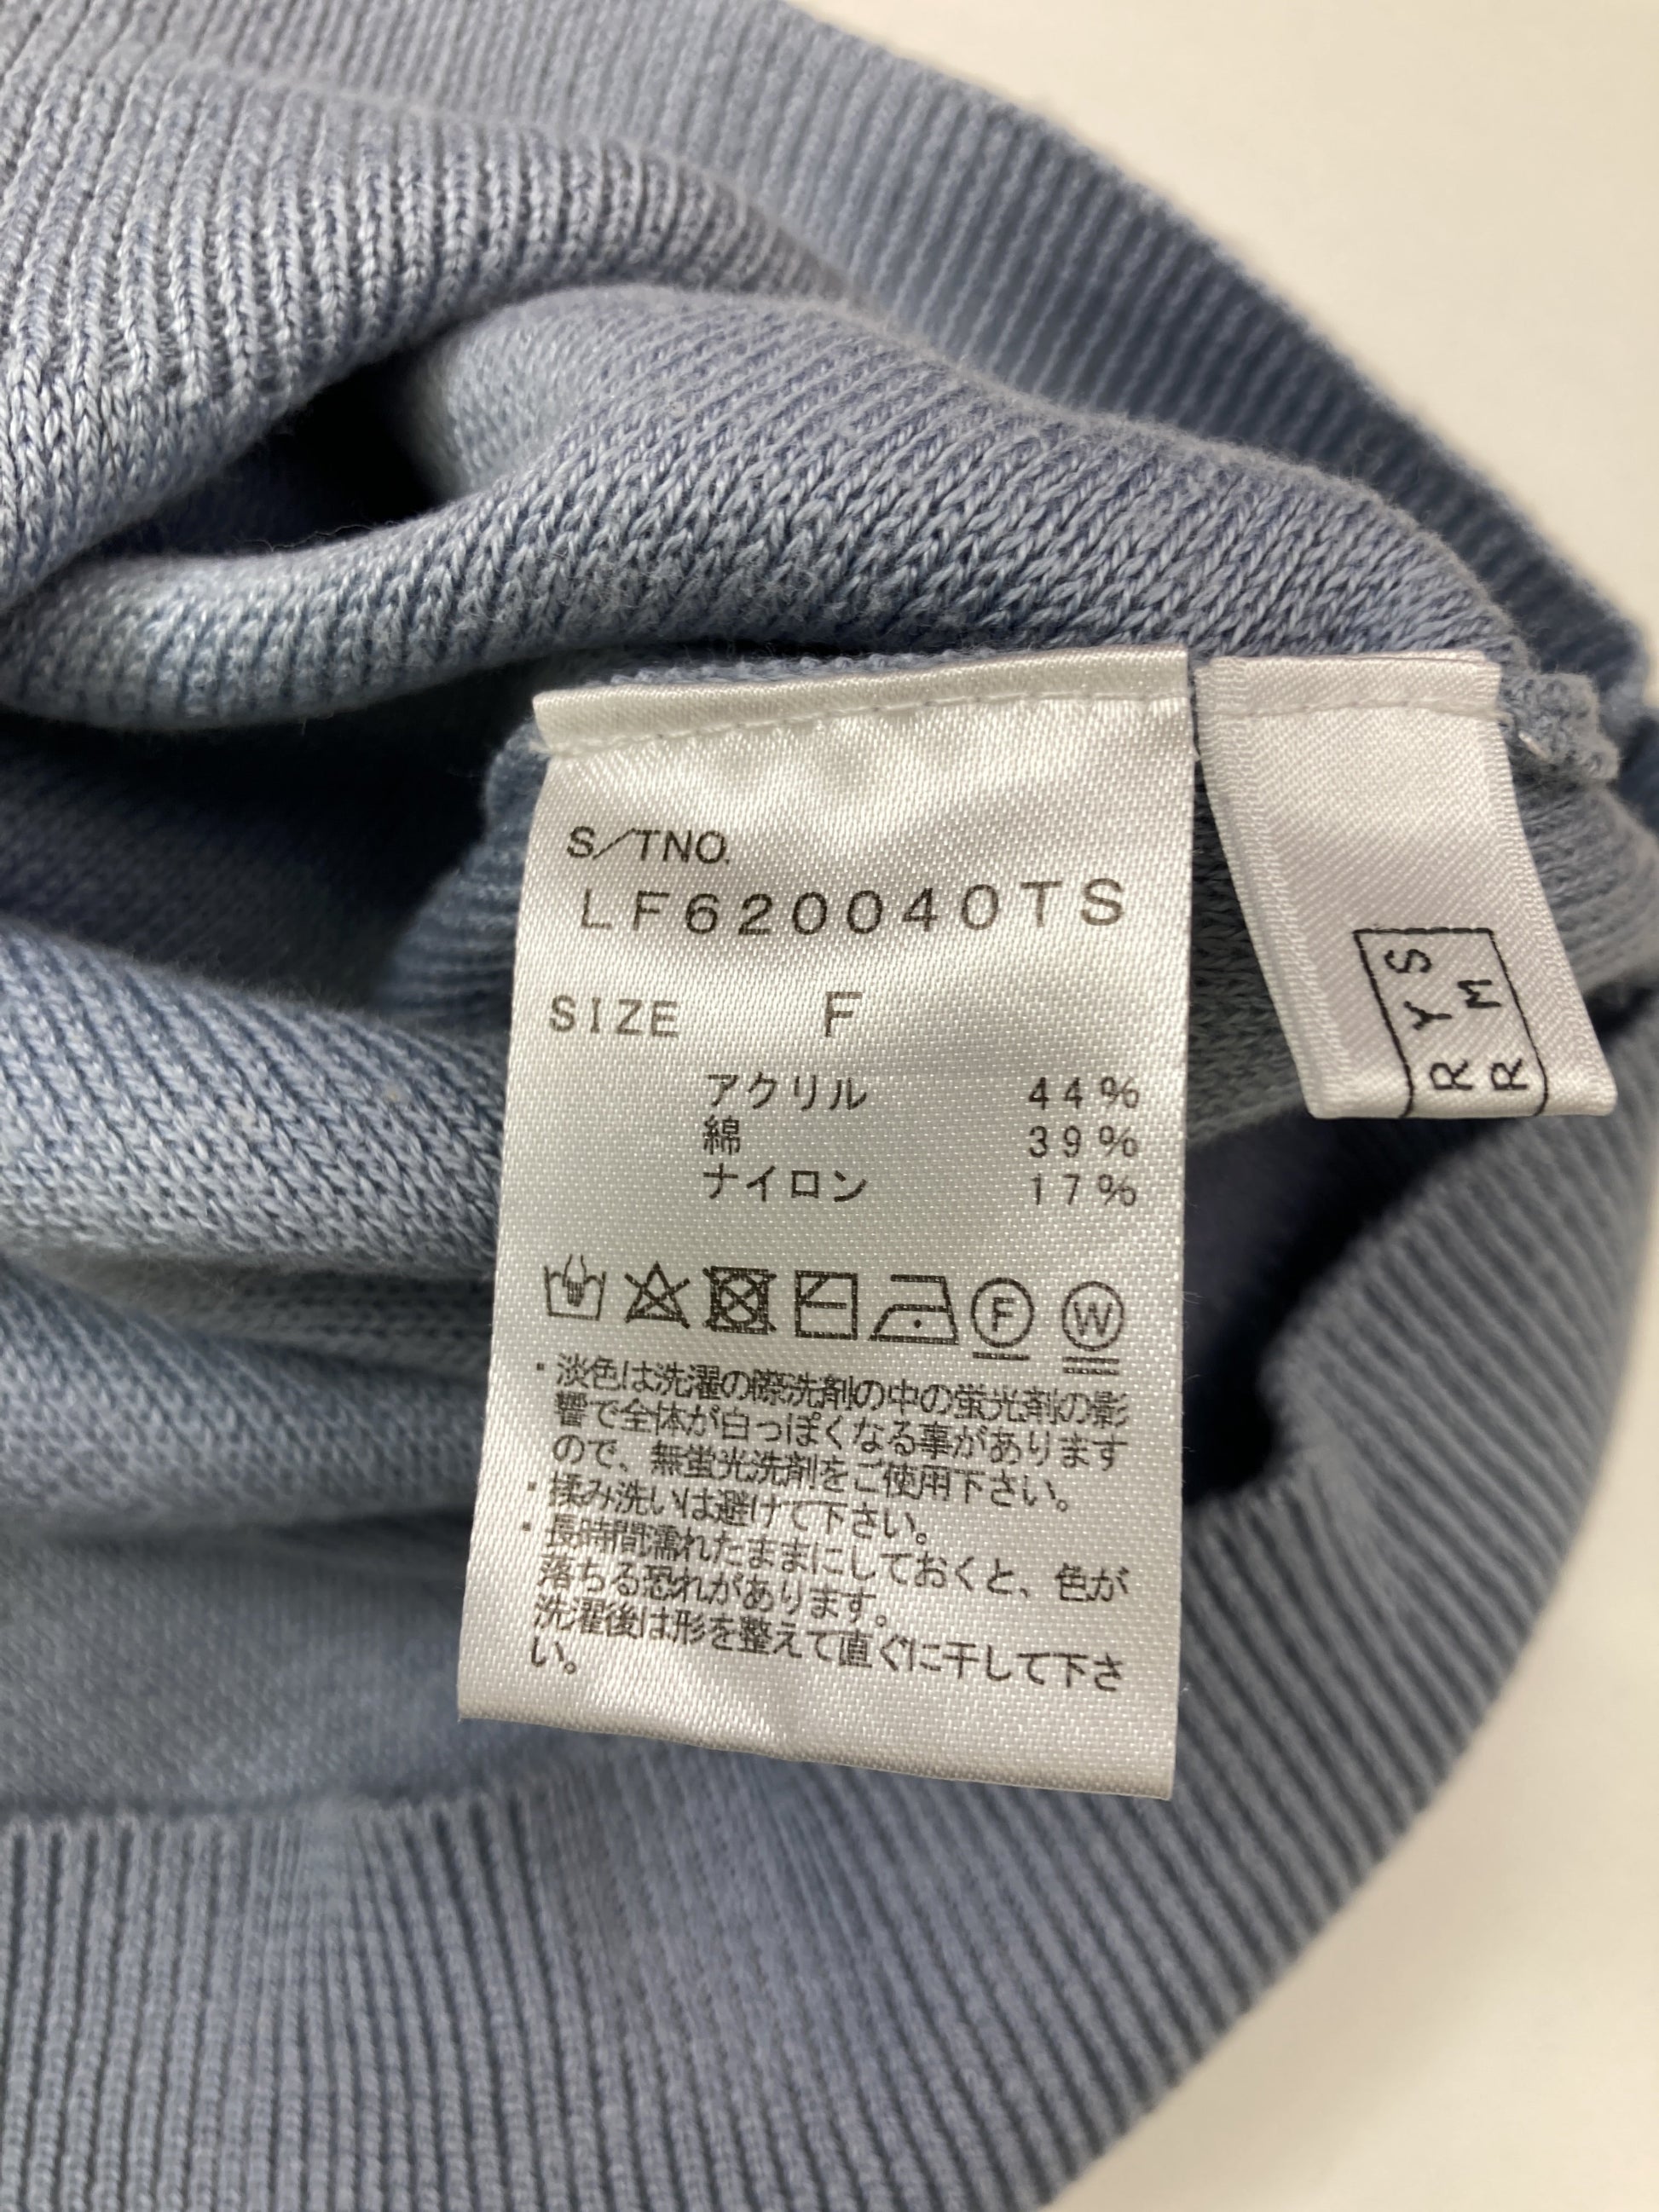 S/TNO.
LF620040TS
SIZE F
アクリル 44%
綿 39%
ナイロン 17%
F W
・淡色は洗濯の際洗剤の中の蛍光剤の影
響で全体が白っぽくなる事があります
ので、無蛍光洗剤をご使用下さい。
・揉み洗いは避けて下さい。
・長時間濡れたままにしておくと、色が
落ちる恐れがあります。
洗濯後は形を整えて直ぐに干して下さ
い。
RYS
RM